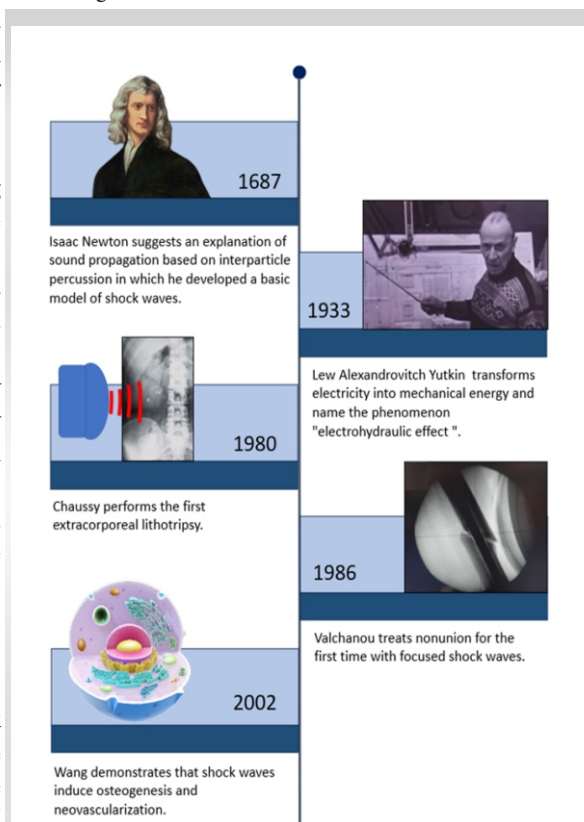 1687
Isaac Newton suggests an explanation of
sound propagation based on interparticle
percussion in which he developed a basic
model of shock waves.
1933
Lew Alexandrovitch Yutkin transforms
electricity into mechanical energy and
name the phenomenon
"electrohydraulic effect ".
1980
Chaussy performs the first
extracorporeal lithotripsy.
1986
Valchanou treats nonunion for the
first time with focused shock waves.
2002
Wang demonstrates that shock waves
induce osteogenesis and
neovascularization.